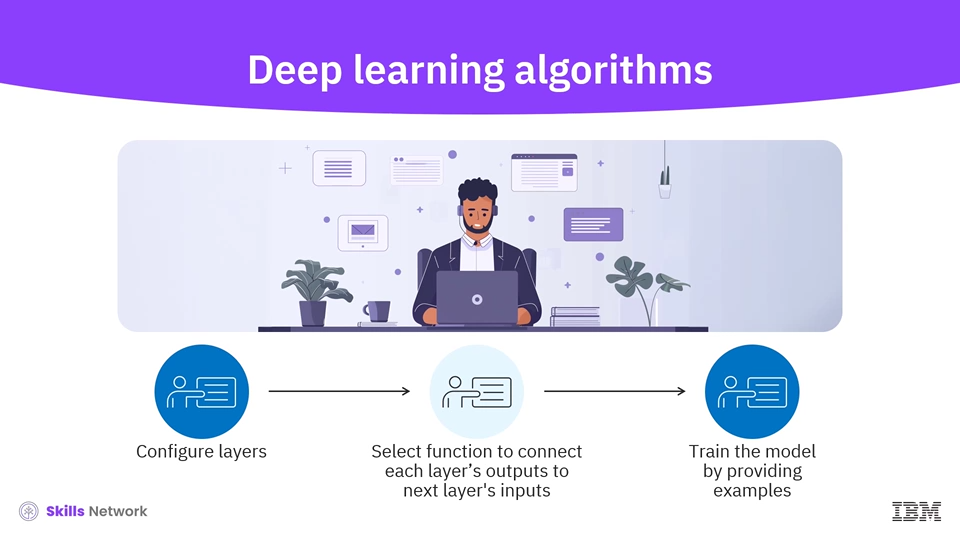 Deep learning algorithms
Configure layers
Select function to connect
each layer’s outputs to
next layer's inputs
Train the model
by providing
examples
Skills Network
IBM